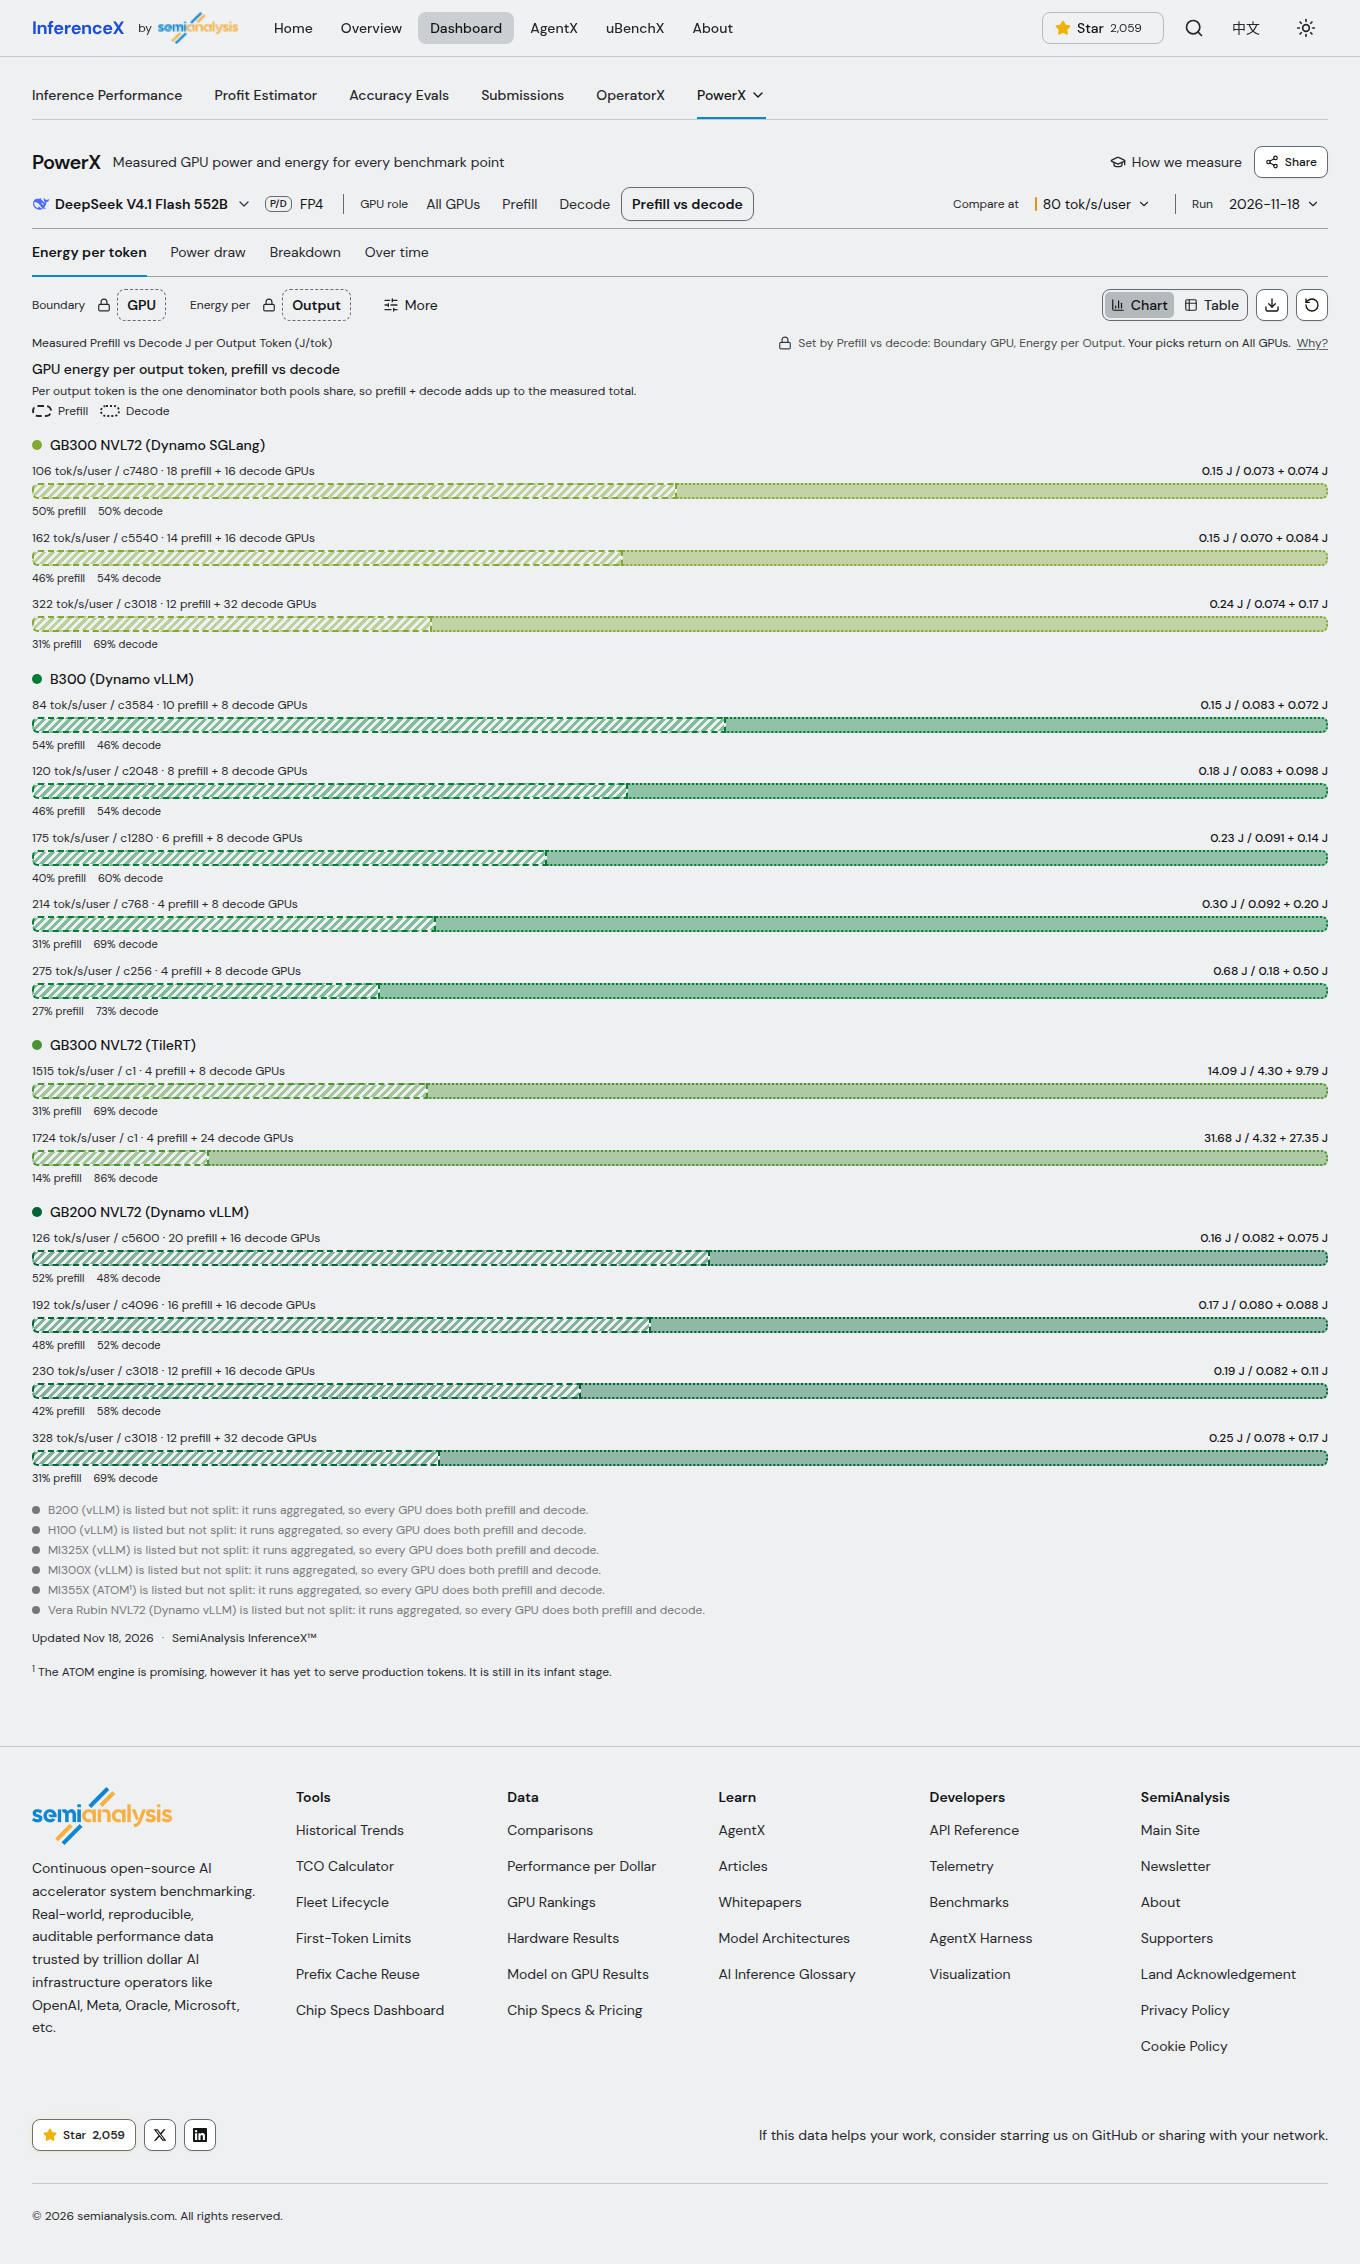 InferenceX by semianalysis Home Overview Dashboard AgentX uBenchX About Star 2,059 中文
Inference Performance Profit Estimator Accuracy Evals Submissions OperatorX PowerX
PowerX Measured GPU power and energy for every benchmark point How we measure Share
DeepSeek V4.1 Flash 552B P/D FP4 GPU role All GPUs Prefill Decode Prefill vs decode Compare at 80 tok/s/user Run 2026-11-18
Energy per token Power draw Breakdown Over time
Boundary GPU Energy per Output More Chart Table
Measured Prefill vs Decode J per Output Token (J/tok) Set by Prefill vs decode: Boundary GPU, Energy per Output. Your picks return on All GPUs. Why?
GPU energy per output token, prefill vs decode
Per output token is the one denominator both pools share, so prefill + decode adds up to the measured total.
Prefill Decode
GB300 NVL72 (Dynamo SGLang)
106 tok/s/user / c7480 · 18 prefill + 16 decode GPUs 0.15 J / 0.073 + 0.074 J
50% prefill 50% decode
162 tok/s/user / c5540 · 14 prefill + 16 decode GPUs 0.15 J / 0.070 + 0.084 J
46% prefill 54% decode
322 tok/s/user / c3018 · 12 prefill + 32 decode GPUs 0.24 J / 0.074 + 0.17 J
31% prefill 69% decode
B300 (Dynamo vLLM)
84 tok/s/user / c3584 · 10 prefill + 8 decode GPUs 0.15 J / 0.083 + 0.072 J
54% prefill 46% decode
120 tok/s/user / c2048 · 8 prefill + 8 decode GPUs 0.18 J / 0.083 + 0.098 J
46% prefill 54% decode
175 tok/s/user / c1280 · 6 prefill + 8 decode GPUs 0.23 J / 0.091 + 0.14 J
40% prefill 60% decode
214 tok/s/user / c768 · 4 prefill + 8 decode GPUs 0.30 J / 0.092 + 0.20 J
31% prefill 69% decode
275 tok/s/user / c256 · 4 prefill + 8 decode GPUs 0.68 J / 0.18 + 0.50 J
27% prefill 73% decode
GB300 NVL72 (TileRT)
1515 tok/s/user / c1 · 4 prefill + 8 decode GPUs 14.09 J / 4.30 + 9.79 J
31% prefill 69% decode
1724 tok/s/user / c1 · 4 prefill + 24 decode GPUs 31.68 J / 4.32 + 27.35 J
14% prefill 86% decode
GB200 NVL72 (Dynamo vLLM)
126 tok/s/user / c5600 · 20 prefill + 16 decode GPUs 0.16 J / 0.082 + 0.075 J
52% prefill 48% decode
192 tok/s/user / c4096 · 16 prefill + 16 decode GPUs 0.17 J / 0.080 + 0.088 J
48% prefill 52% decode
230 tok/s/user / c3018 · 12 prefill + 16 decode GPUs 0.19 J / 0.082 + 0.11 J
42% prefill 58% decode
328 tok/s/user / c3018 · 12 prefill + 32 decode GPUs 0.25 J / 0.078 + 0.17 J
31% prefill 69% decode
B200 (vLLM) is listed but not split: it runs aggregated, so every GPU does both prefill and decode.
H100 (vLLM) is listed but not split: it runs aggregated, so every GPU does both prefill and decode.
MI325X (vLLM) is listed but not split: it runs aggregated, so every GPU does both prefill and decode.
MI300X (vLLM) is listed but not split: it runs aggregated, so every GPU does both prefill and decode.
MI355X (ATOM¹) is listed but not split: it runs aggregated, so every GPU does both prefill and decode.
Vera Rubin NVL72 (Dynamo vLLM) is listed but not split: it runs aggregated, so every GPU does both prefill and decode.
Updated Nov 18, 2026 · SemiAnalysis InferenceX™
¹ The ATOM engine is promising, however it has yet to serve production tokens. It is still in its infant stage.
semianalysis
Continuous open-source AI
accelerator system benchmarking.
Real-world, reproducible,
auditable performance data
trusted by trillion dollar AI
infrastructure operators like
OpenAI, Meta, Oracle, Microsoft,
etc.
Tools
Historical Trends
TCO Calculator
Fleet Lifecycle
First-Token Limits
Prefix Cache Reuse
Chip Specs Dashboard
Data
Comparisons
Performance per Dollar
GPU Rankings
Hardware Results
Model on GPU Results
Chip Specs & Pricing
Learn
AgentX
Articles
Whitepapers
Model Architectures
AI Inference Glossary
Developers
API Reference
Telemetry
Benchmarks
AgentX Harness
Visualization
SemiAnalysis
Main Site
Newsletter
About
Supporters
Land Acknowledgement
Privacy Policy
Cookie Policy
Star 2,059 If this data helps your work, consider starring us on GitHub or sharing with your network.
© 2026 semianalysis.com. All rights reserved.